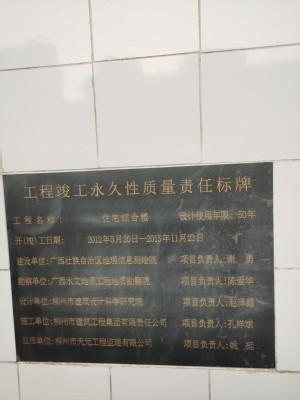 工程竣工永久性质量责任标牌
工程名称： 住宅综合楼 设计使用年限：50年
开(竣)工日期： 2012年5月20日—2015年11月23日
建设单位：广西壮族自治区地理信息测绘院 项目负责人：谢 勇
勘察单位：广西水文地质工程地质勘察院 项目负责人：陈爱华
设计单位：柳州市建筑设计科学研究院 项目负责人：赵
施工单位：柳州市建筑工程集团有限责任公司 项目负责人：孔祥斌
监理单位：柳州市天元工程监理有限公司 项目负责人：姚